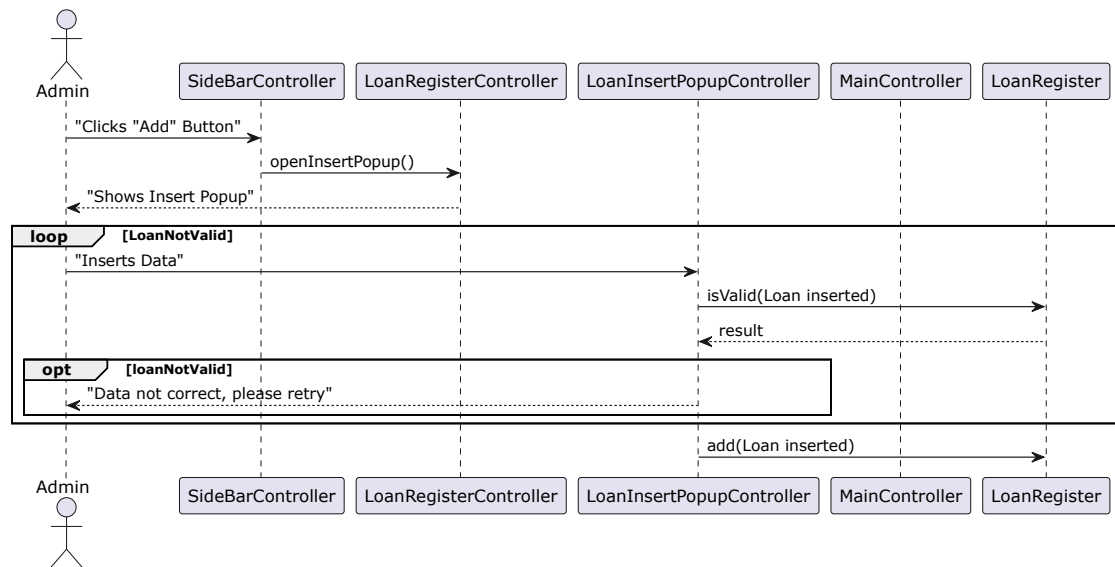 Admin
SideBarController
LoanRegisterController
LoanInsertPopupController
MainController
LoanRegister
"Clicks "Add" Button"
openInsertPopup()
"Shows Insert Popup"
loop
[LoanNotValid]
"Inserts Data"
isValid(Loan inserted)
result
opt
[loanNotValid]
"Data not correct, please retry"
add(Loan inserted)
Admin
SideBarController
LoanRegisterController
LoanInsertPopupController
MainController
LoanRegister